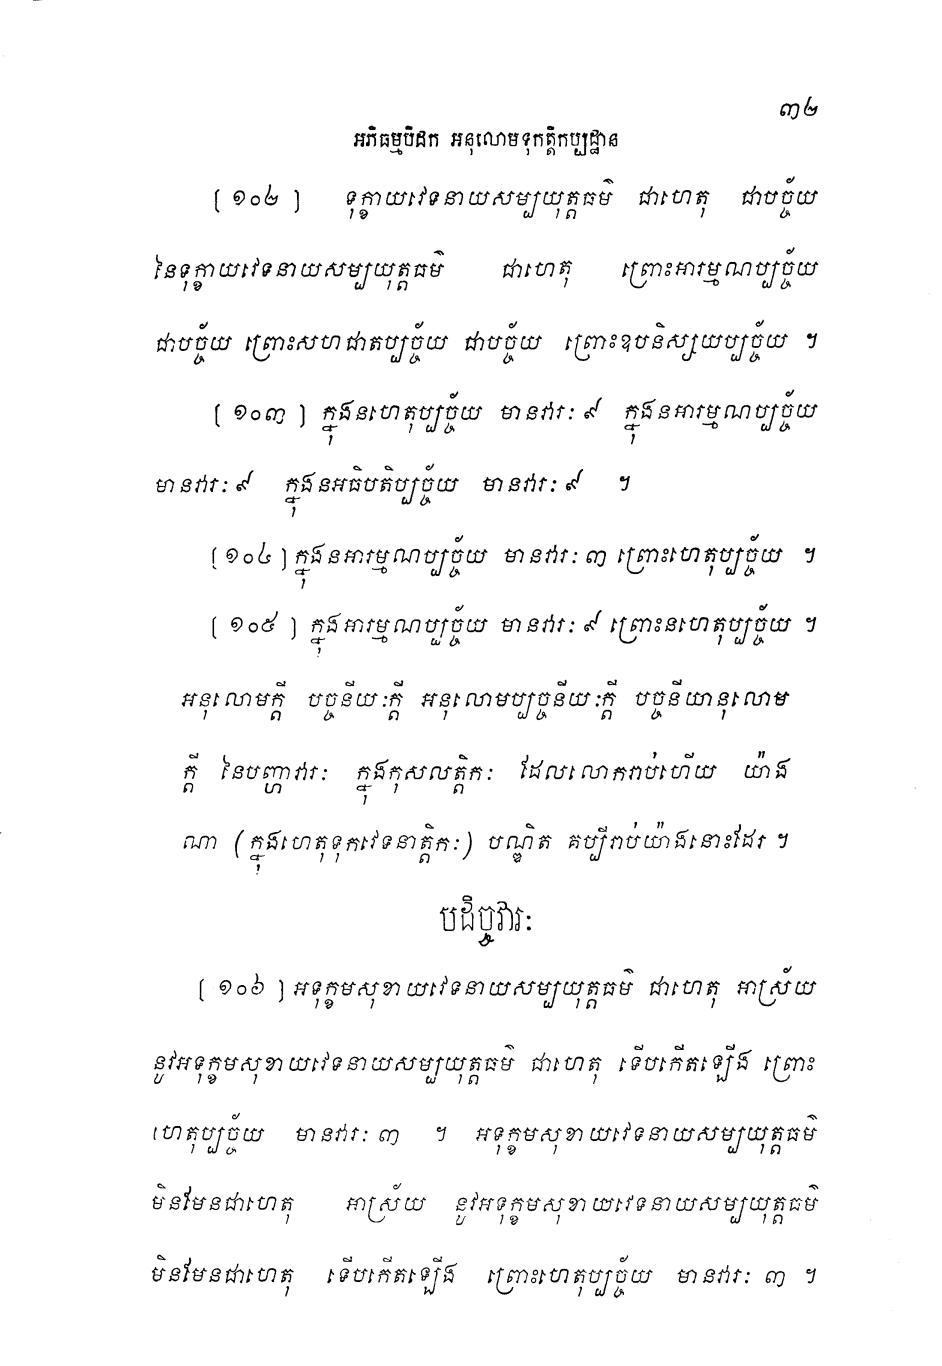 ៣២
អភិធម្មបិដក អនុលោមទុកត្តិកប្បដ្ឋាន
[ ១០២ ] ទុក្ខាយវេទនាយសម្បយុត្តធម៌ ជាហេតុ ជាបច្ច័យ
នៃទុក្ខាយវេទនាយសម្បយុត្តធម៌ ជាហេតុ ព្រោះអារម្មណប្បច្ច័យ
ជាបច្ច័យ ព្រោះសហជាតប្បច្ច័យ ជាបច្ច័យ ព្រោះឧបនិស្សយប្បច្ច័យ ។
[ ១០៣ ] ក្នុងនហេតុប្បច្ច័យ មានវារៈ ៩ ក្នុងនអារម្មណប្បច្ច័យ
មានវារៈ ៩ ក្នុងនអធិបតិប្បច្ច័យ មានវារៈ ៩ ។
[ ១០៤ ] ក្នុងនអារម្មណប្បច្ច័យ មានវារៈ ៣ ព្រោះហេតុប្បច្ច័យ ។
[ ១០៥ ] ក្នុងអារម្មណប្បច្ច័យ មានវារៈ ៩ ព្រោះនហេតុប្បច្ច័យ ។
អនុលោមក្តី បច្ចនីយៈក្តី អនុលោមប្បច្ចនីយៈក្តី បច្ចនីយានុលោម
ក្តី នៃបញ្ហាវារៈ ក្នុងកុសលត្តិកៈ ដែលលោករាប់ហើយ យ៉ាង
ណា (ក្នុងហេតុទុកវេទនាត្តិកៈ) បណ្ឌិត គប្បីរាប់យ៉ាងនោះដែរ ។
បដិច្ចវារៈ
[ ១០៦ ] អទុក្ខមសុខាយវេទនាយសម្បយុត្តធម៌ ជាហេតុ អាស្រ័យ
នូវអទុក្ខមសុខាយវេទនាយសម្បយុត្តធម៌ ជាហេតុ ទើបកើតឡើង ព្រោះ
ហេតុប្បច្ច័យ មានវារៈ ៣ ។ អទុក្ខមសុខាយវេទនាយសម្បយុត្តធម៌
មិនមែនជាហេតុ អាស្រ័យ នូវអទុក្ខមសុខាយវេទនាយសម្បយុត្តធម៌
មិនមែនជាហេតុ ទើបកើតឡើង ព្រោះហេតុប្បច្ច័យ មានវារៈ ៣ ។